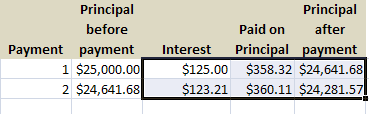 Principal Principal
before Paid on after
Payment payment Interest Principal payment
1 $25,000.00 $125.00 $358.32 $24,641.68
2 $24,641.68 $123.21 $360.11 $24,281.57